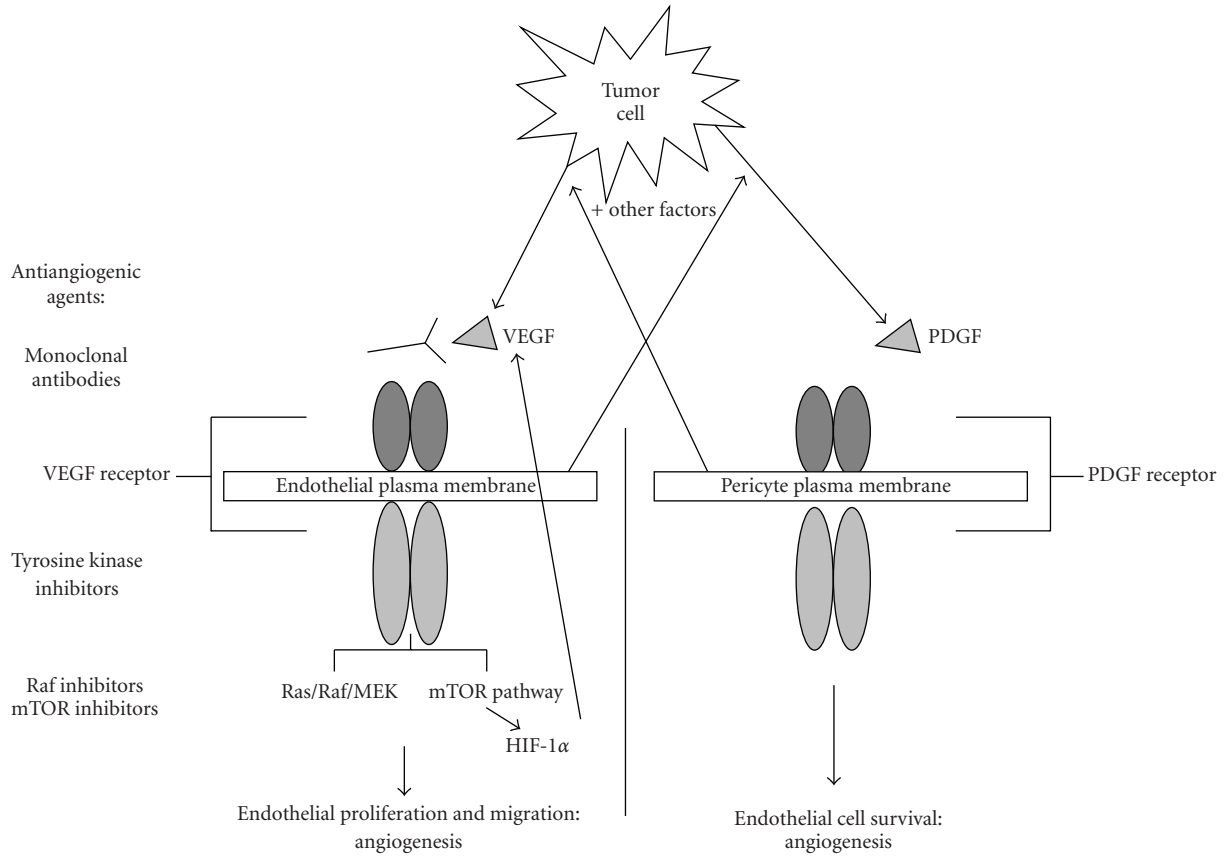 Tumor
cell
+ other factors
Antiangiogenic
agents:
VEGF
PDGF
Monoclonal
antibodies
VEGF receptor
Endothelial plasma membrane
Pericyte plasma membrane
PDGF receptor
Tyrosine kinase
inhibitors
Raf inhibitors
mTOR inhibitors
Ras/Raf/MEK
mTOR pathway
HIF-1α
Endothelial proliferation and migration:
angiogenesis
Endothelial cell survival:
angiogenesis